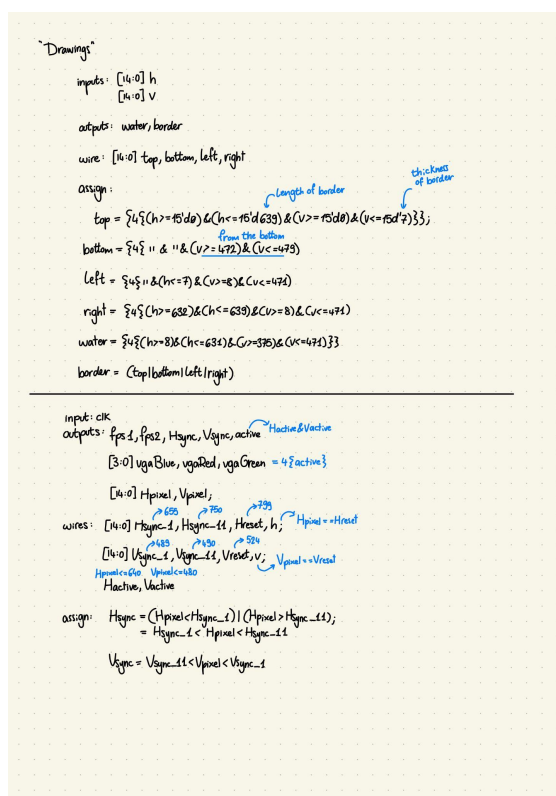 "Drawings"
inputs: [14:0] h
[14:0] v
outputs: water, border
wire: [14:0] top, bottom, left, right
assign:
length of border
thickness of border
top = {4{(h>=15'd0)&(h<=15'd639)&(v>=15'd0)&(v<=15d'7)}};
from the bottom
bottom = {4{ " & "&(v>=472)&(v<=479)
left = {4{ "&(h<=7)&(v>=8)&(v<=471)
right = {4{(h>=632)&(h<=639)&(v>=8)&(v<=471)
water = {4{(h>=8)&(h<=631)&(v>=375)&(v<=471)}}
border = (top|bottom|left|right)
input: clk
outputs: fps1, fps2, Hsync, Vsync, active Hactive&Vactive
[3:0] vgaBlue, vgaRed, vgaGreen = 4{active}
[14:0] Hpixel, Vpixel;
659 750 799
wires: [14:0] Hsync_1, Hsync_11, Hreset, h; Hpixel==Hreset
489 490 524
[14:0] Vsync_1, Vsync_11, Vreset, v; Vpixel==Vreset
Hpixel<=640 Vpixel<=480
Hactive, Vactive
assign: Hsync = (Hpixel<Hsync_1)|(Hpixel>Hsync_11);
= Hsync_1< Hpixel<Hsync_11
Vsync = Vsync_11<Vpixel<Vsync_1